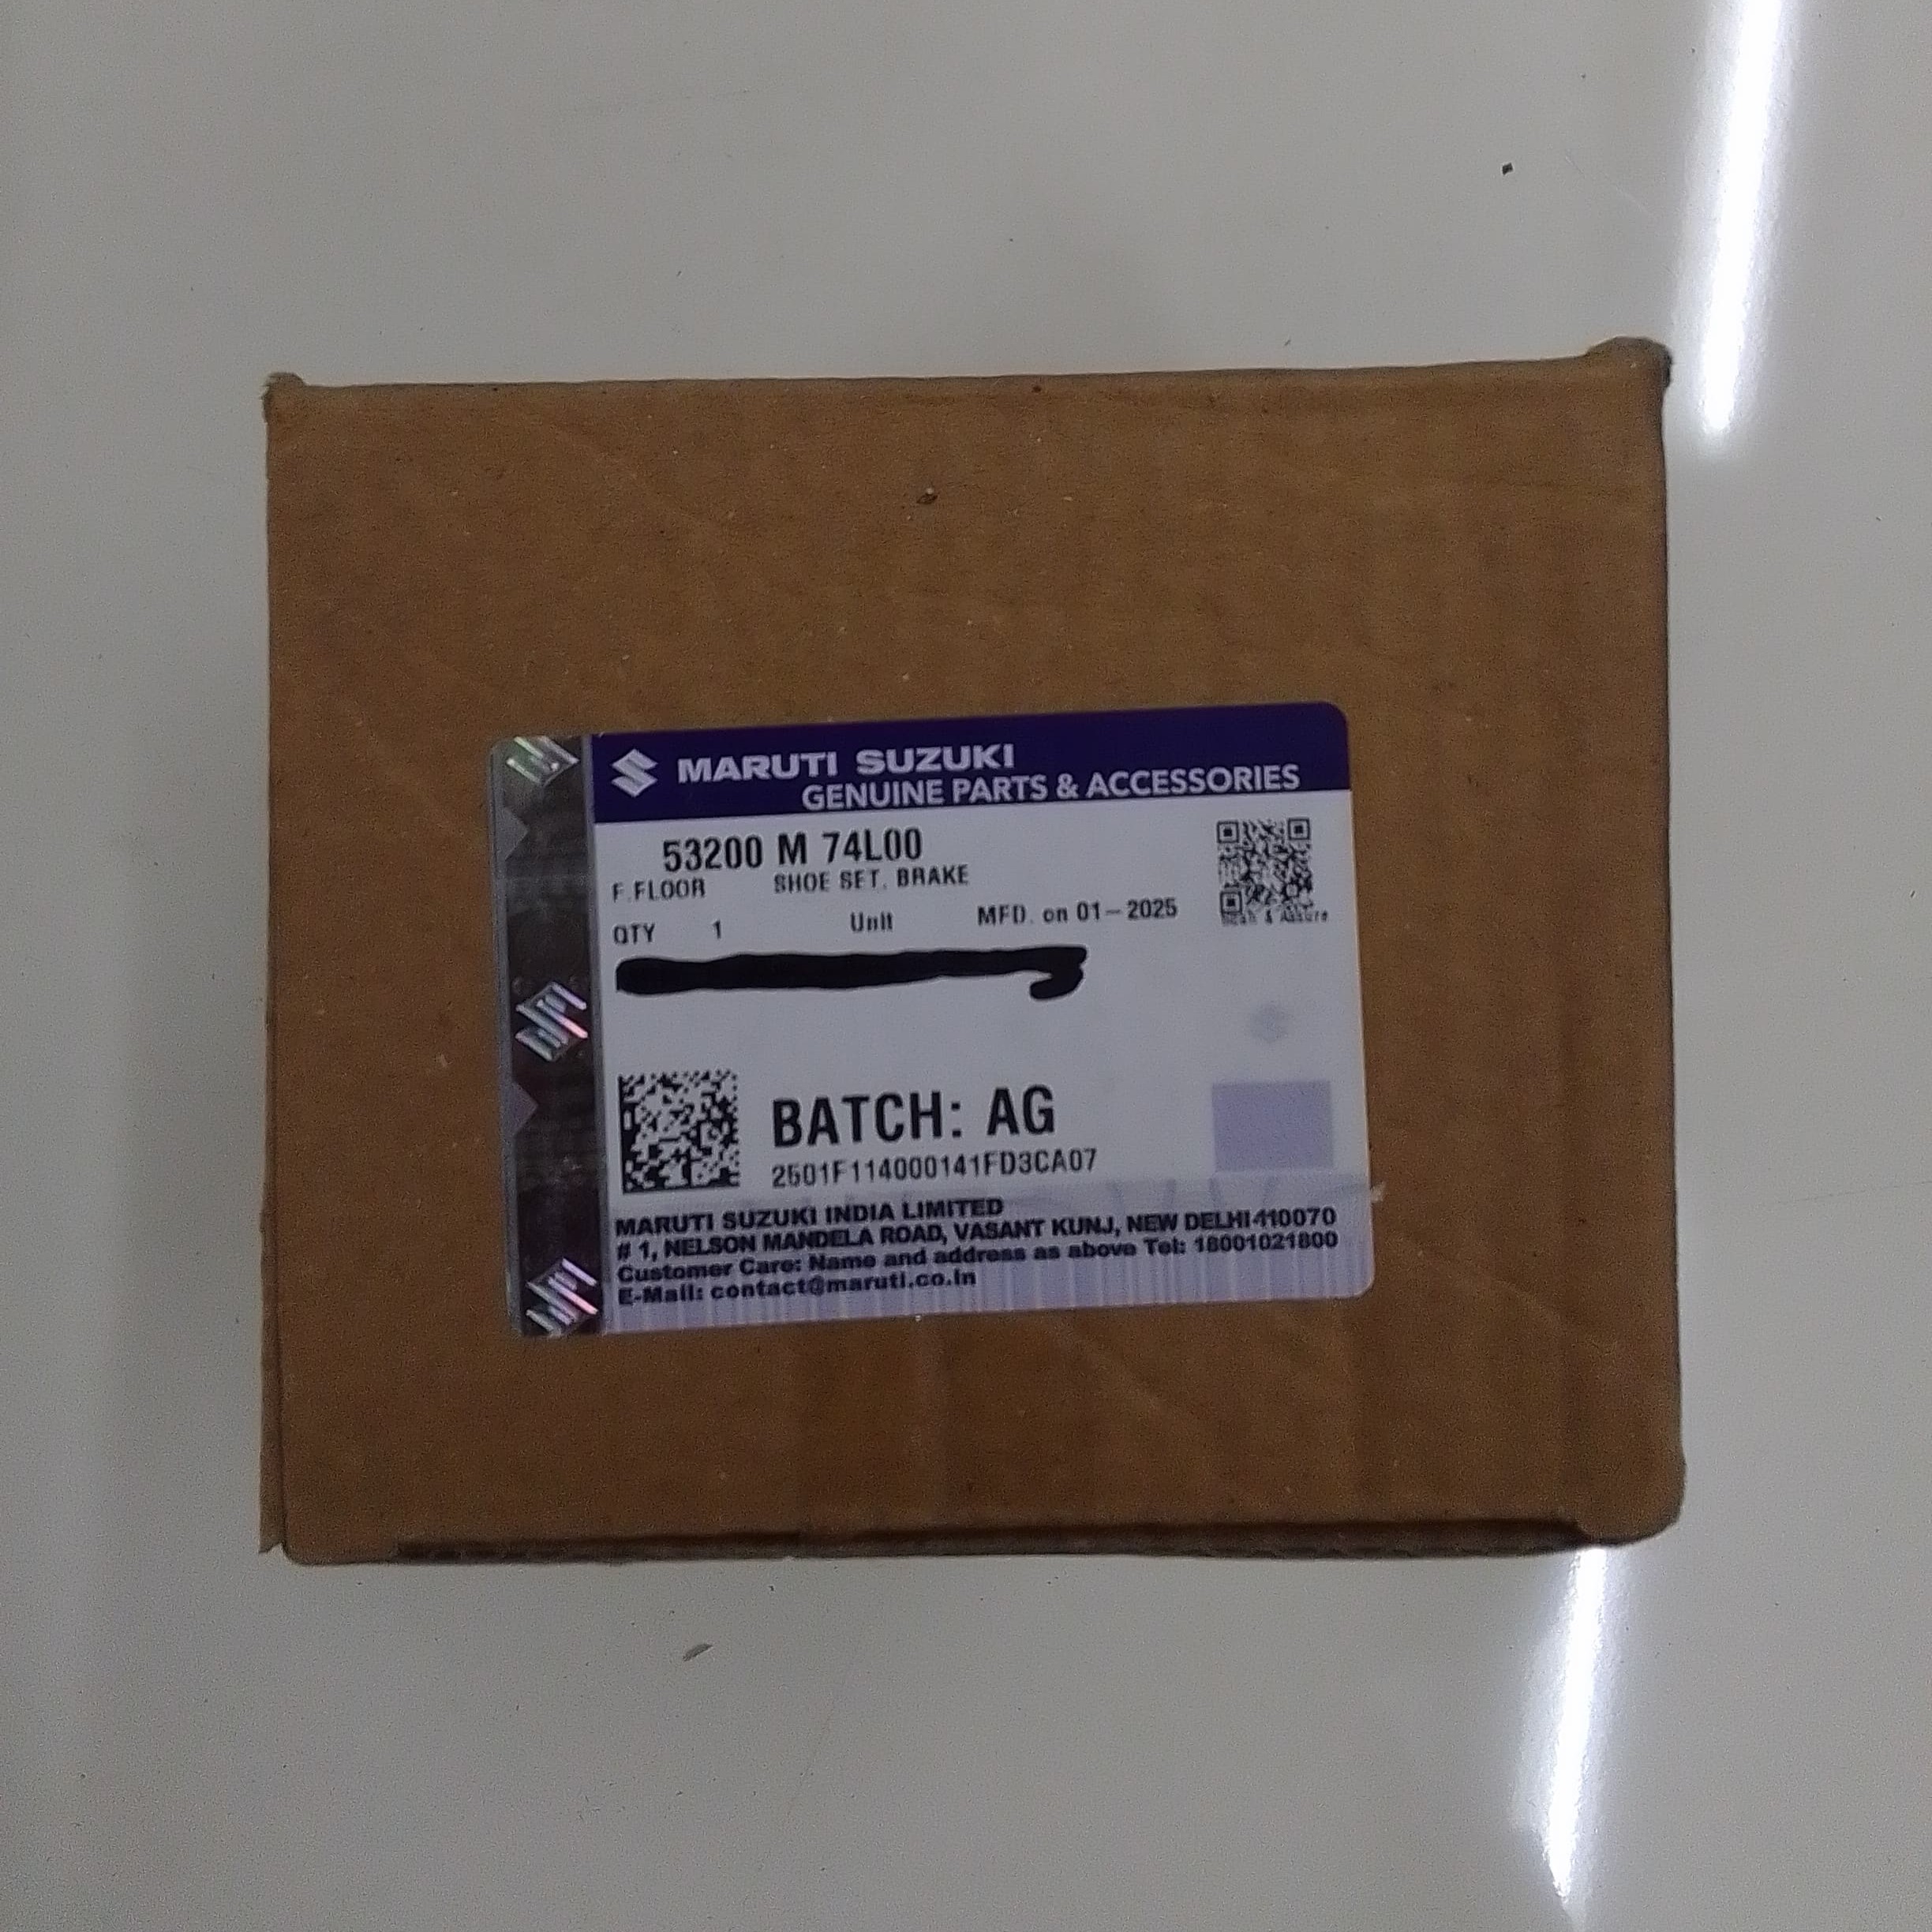 MARUTI SUZUKI
GENUINE PARTS & ACCESSORIES
53200 M 74L00
F.FLOOR SHOE SET, BRAKE
QTY 1 Unit MFD. on 01-2025
Scan & Assure
BATCH: AG
2501F114000141FD3CA07
MARUTI SUZUKI INDIA LIMITED
# 1, NELSON MANDELA ROAD, VASANT KUNJ, NEW DELHI 110070
Customer Care: Name and address as above Tel: 18001021800
E-Mail: contact@maruti.co.in